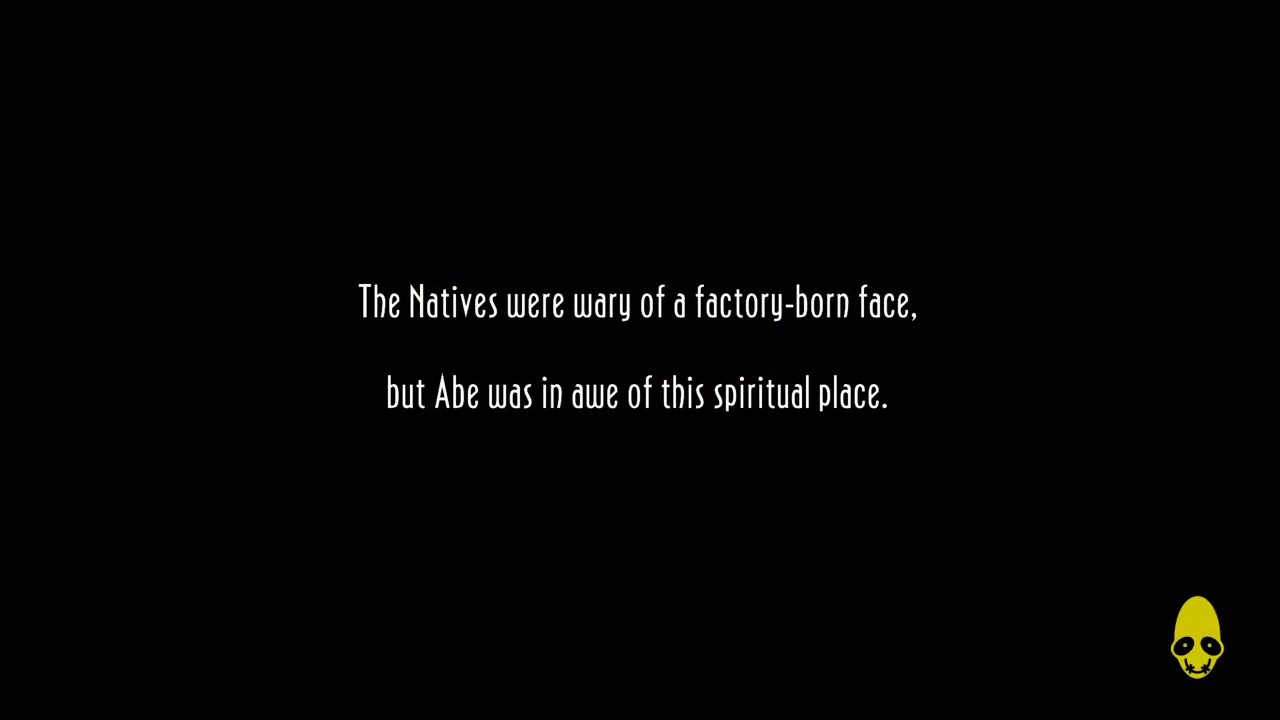 The Natives were wary of a factory-born face,
but Abe was in awe of this spiritual place.